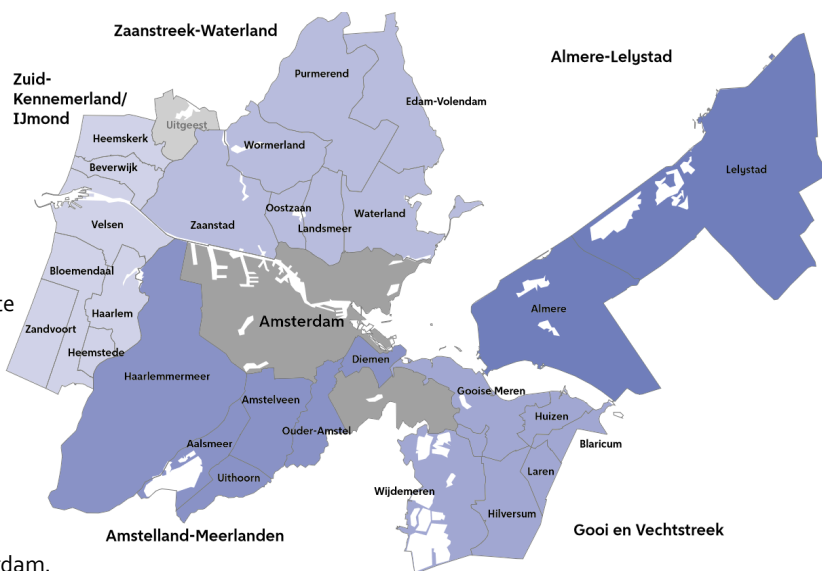 Zaanstreek-Waterland
Almere-Lelystad
Zuid-
Kennemerland/
IJmond
Purmerend
Edam-Volendam
Uitgeest
Heemskerk
Wormerland
Beverwijk
Lelystad
Oostzaan
Waterland
Velsen
Zaanstad
Landsmeer
Bloemendaal
te
Haarlem
Almere
Zandvoort
Amsterdam
Heemstede
Diemen
Haarlemmermeer
Gooise Meren
Amstelveen
Huizen
Ouder-Amstel
Aalsmeer
Blaricum
Laren
Uithoorn
Wijdemeren
Hilversum
Amstelland-Meerlanden
Gooi en Vechtstreek
rdam.